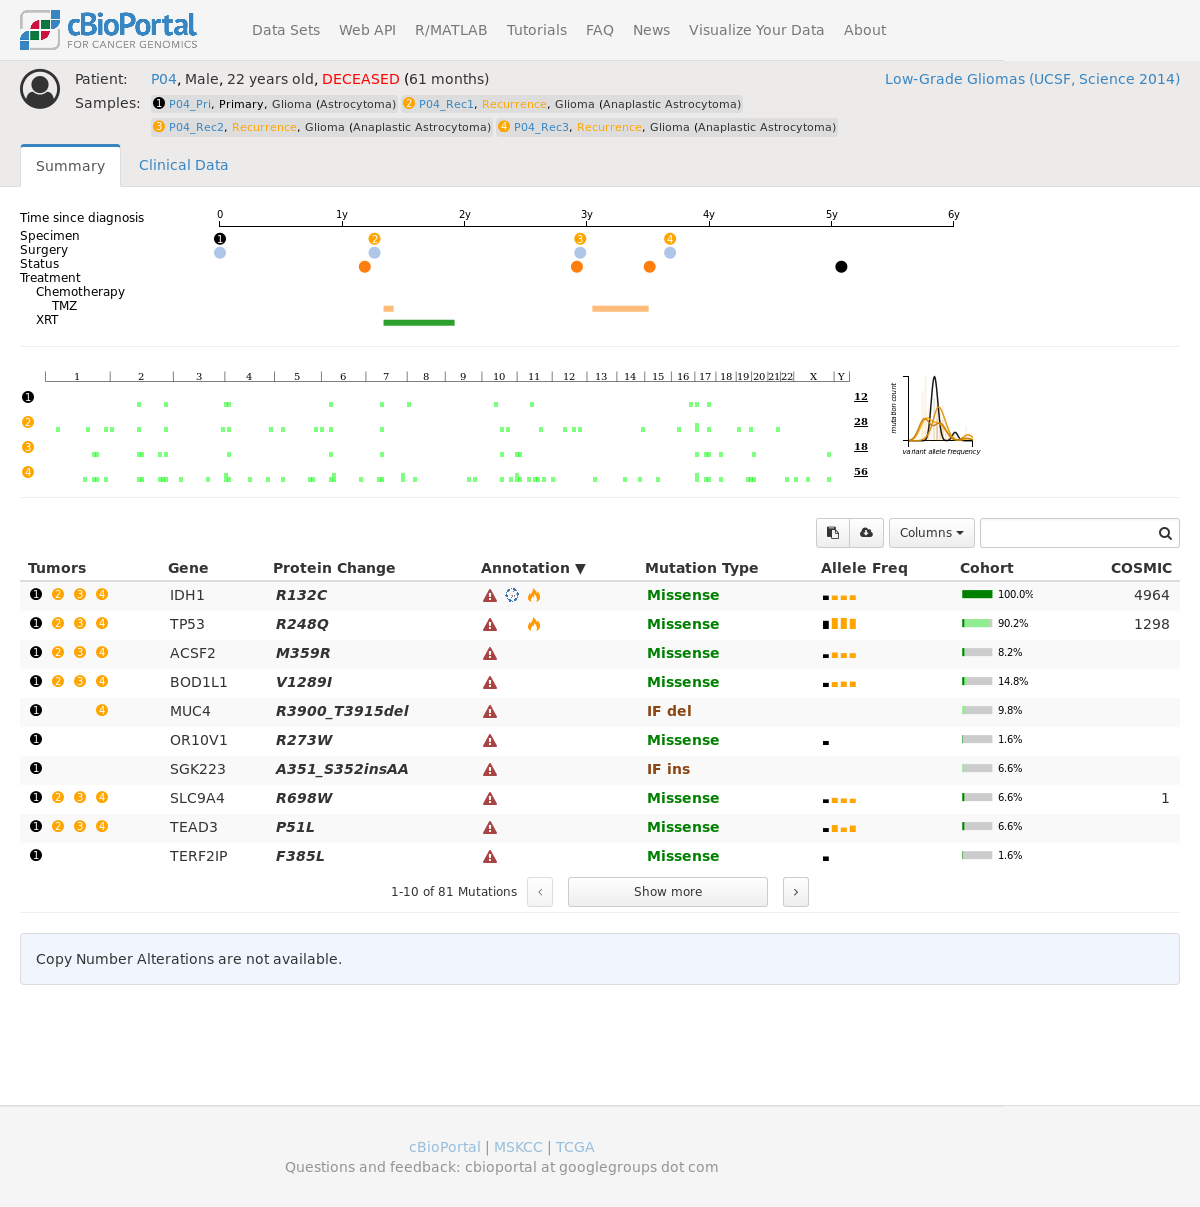 cBioPortal
FOR CANCER GENOMICS
Data Sets Web API R/MATLAB Tutorials FAQ News Visualize Your Data About
Patient: P04, Male, 22 years old, DECEASED (61 months) Low-Grade Gliomas (UCSF, Science 2014)
Samples: 1 P04_Pri, Primary, Glioma (Astrocytoma) 2 P04_Rec1, Recurrence, Glioma (Anaplastic Astrocytoma)
3 P04_Rec2, Recurrence, Glioma (Anaplastic Astrocytoma) 4 P04_Rec3, Recurrence, Glioma (Anaplastic Astrocytoma)
Summary Clinical Data
Time since diagnosis 0 1y 2y 3y 4y 5y 6y
Specimen 1 2 3 4
Surgery
Status
Treatment
Chemotherapy
TMZ
XRT
1 2 3 4 5 6 7 8 9 10 11 12 13 14 15 16 17 18 19 20 21 22 X Y
1 12
2 28
3 18
4 56
mutation count
variant allele frequency
Columns
Tumors Gene Protein Change Annotation ▼ Mutation Type Allele Freq Cohort COSMIC
1 2 3 4 IDH1 R132C Missense 100.0% 4964
1 2 3 4 TP53 R248Q Missense 90.2% 1298
1 2 3 4 ACSF2 M359R Missense 8.2%
1 2 3 4 BOD1L1 V1289I Missense 14.8%
1 4 MUC4 R3900_T3915del IF del 9.8%
1 OR10V1 R273W Missense 1.6%
1 SGK223 A351_S352insAA IF ins 6.6%
1 2 3 4 SLC9A4 R698W Missense 6.6% 1
1 2 3 4 TEAD3 P51L Missense 6.6%
1 TERF2IP F385L Missense 1.6%
1-10 of 81 Mutations ‹ Show more ›
Copy Number Alterations are not available.
cBioPortal | MSKCC | TCGA
Questions and feedback: cbioportal at googlegroups dot com